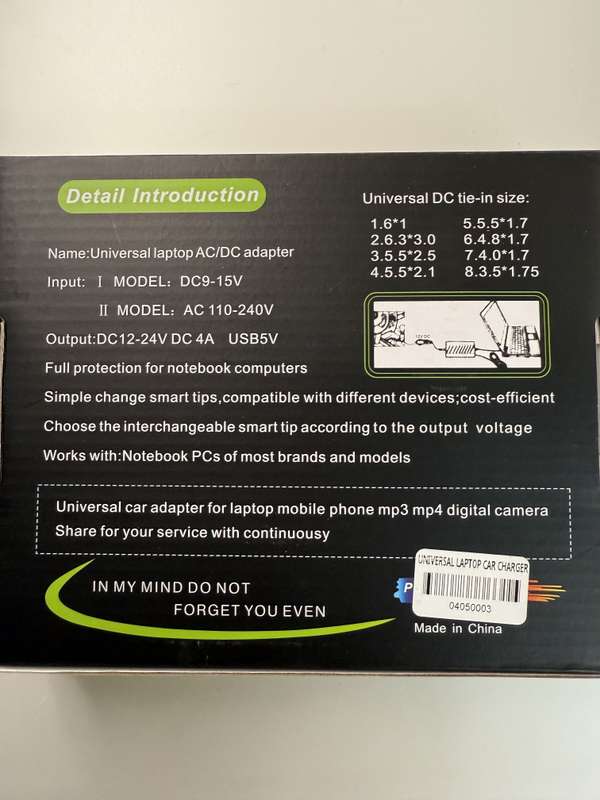 Detail Introduction
Universal DC tie-in size:
1.6*1 5.5.5*1.7
2.6.3*3.0 6.4.8*1.7
3.5.5*2.5 7.4.0*1.7
4.5.5*2.1 8.3.5*1.75
Name:Universal laptop AC/DC adapter
Input: I MODEL: DC9-15V
II MODEL: AC 110-240V
Output:DC12-24V DC 4A USB5V
12V DC
Full protection for notebook computers
Simple change smart tips,compatible with different devices;cost-efficient
Choose the interchangeable smart tip according to the output voltage
Works with:Notebook PCs of most brands and models
Universal car adapter for laptop mobile phone mp3 mp4 digital camera
Share for your service with continuousy
IN MY MIND DO NOT
FORGET YOU EVEN
P
UNIVERSAL LAPTOP CAR CHARGER
04050003
Made in China